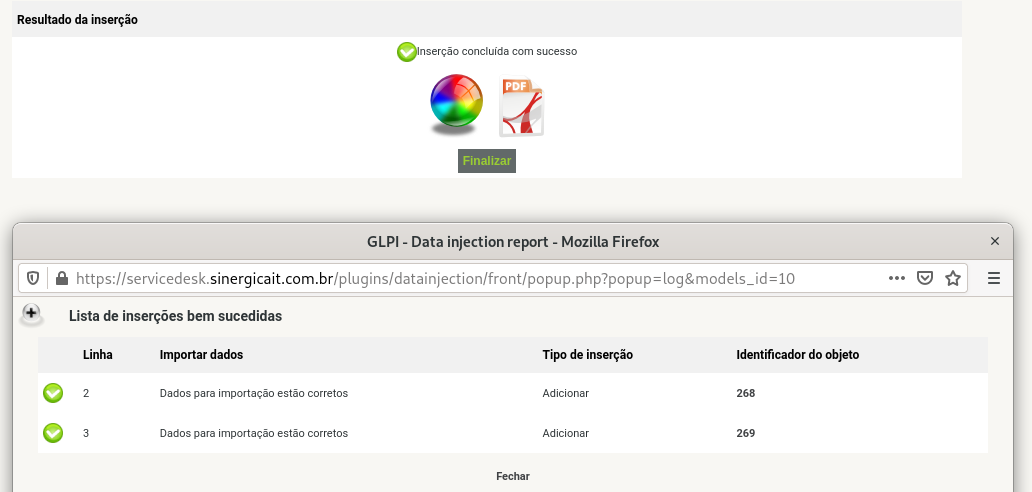 Resultado da inserção
Inserção concluída com sucesso
PDF
Finalizar
GLPI - Data injection report - Mozilla Firefox
https://servicedesk.sinergicait.com.br/plugins/datainjection/front/popup.php?popup=log&models_id=10
Lista de inserções bem sucedidas
Linha Importar dados Tipo de inserção Identificador do objeto
2 Dados para importação estão corretos Adicionar 268
3 Dados para importação estão corretos Adicionar 269
Fechar